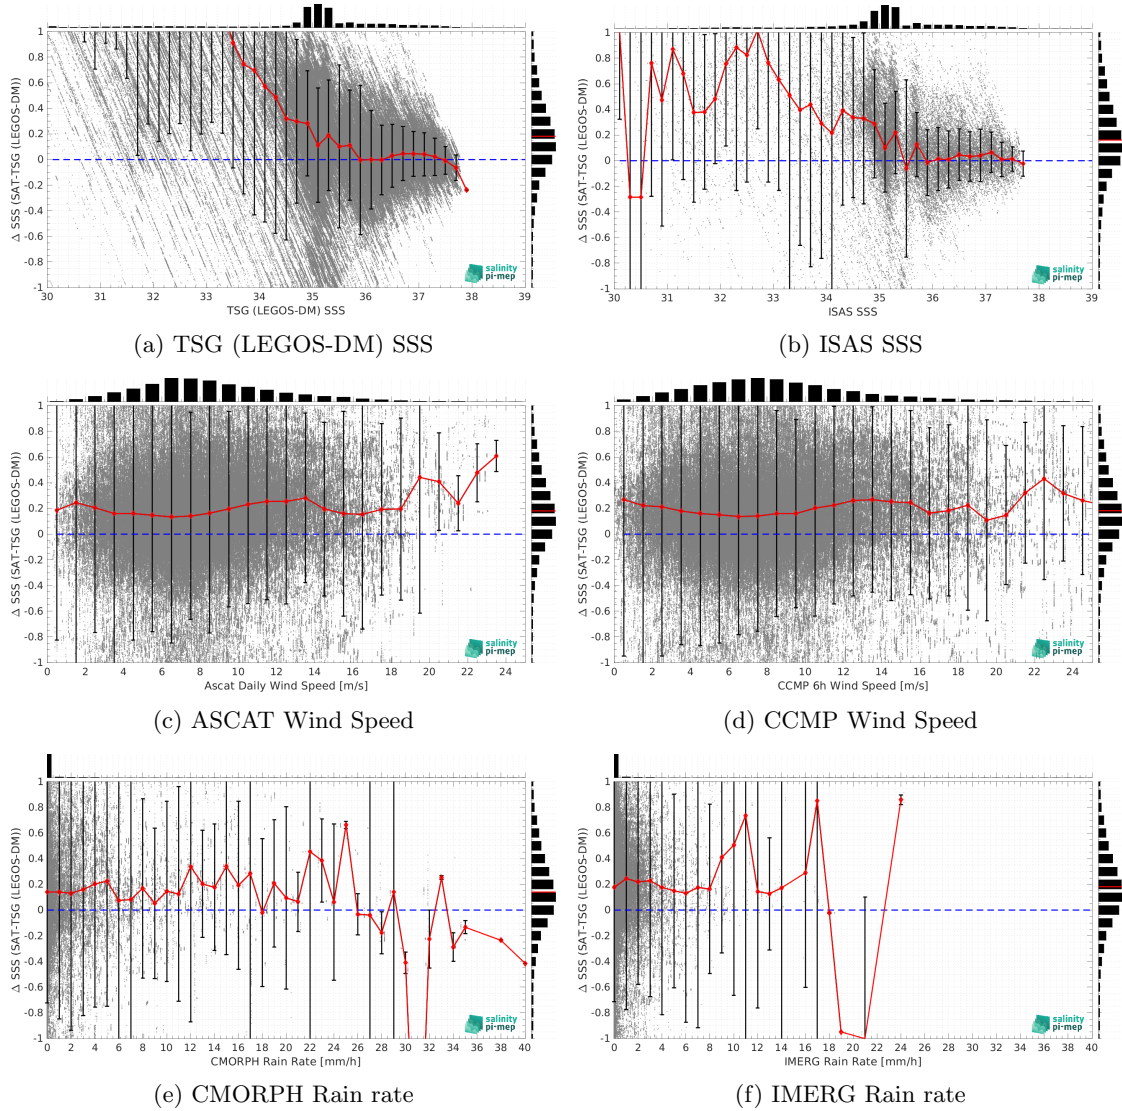 1
0.8
0.6
0.4
0.2
0
-0.2
-0.4
-0.6
-0.8
-1
Δ SSS (SAT-TSG (LEGOS-DM))
30 31 32 33 34 35 36 37 38 39
TSG (LEGOS-DM) SSS
salinity
pi-mep
(a) TSG (LEGOS-DM) SSS
1
0.8
0.6
0.4
0.2
0
-0.2
-0.4
-0.6
-0.8
-1
Δ SSS (SAT-TSG (LEGOS-DM))
30 31 32 33 34 35 36 37 38 39
ISAS SSS
salinity
pi-mep
(b) ISAS SSS
1
0.8
0.6
0.4
0.2
0
-0.2
-0.4
-0.6
-0.8
-1
Δ SSS (SAT-TSG (LEGOS-DM))
0 2 4 6 8 10 12 14 16 18 20 22 24
Ascat Daily Wind Speed [m/s]
salinity
pi-mep
(c) ASCAT Wind Speed
1
0.8
0.6
0.4
0.2
0
-0.2
-0.4
-0.6
-0.8
-1
Δ SSS (SAT-TSG (LEGOS-DM))
0 2 4 6 8 10 12 14 16 18 20 22 24
CCMP 6h Wind Speed [m/s]
salinity
pi-mep
(d) CCMP Wind Speed
1
0.8
0.6
0.4
0.2
0
-0.2
-0.4
-0.6
-0.8
-1
Δ SSS (SAT-TSG (LEGOS-DM))
0 2 4 6 8 10 12 14 16 18 20 22 24 26 28 30 32 34 36 38 40
CMORPH Rain Rate [mm/h]
salinity
pi-mep
(e) CMORPH Rain rate
1
0.8
0.6
0.4
0.2
0
-0.2
-0.4
-0.6
-0.8
-1
Δ SSS (SAT-TSG (LEGOS-DM))
0 2 4 6 8 10 12 14 16 18 20 22 24 26 28 30 32 34 36 38 40
IMERG Rain Rate [mm/h]
salinity
pi-mep
(f) IMERG Rain rate